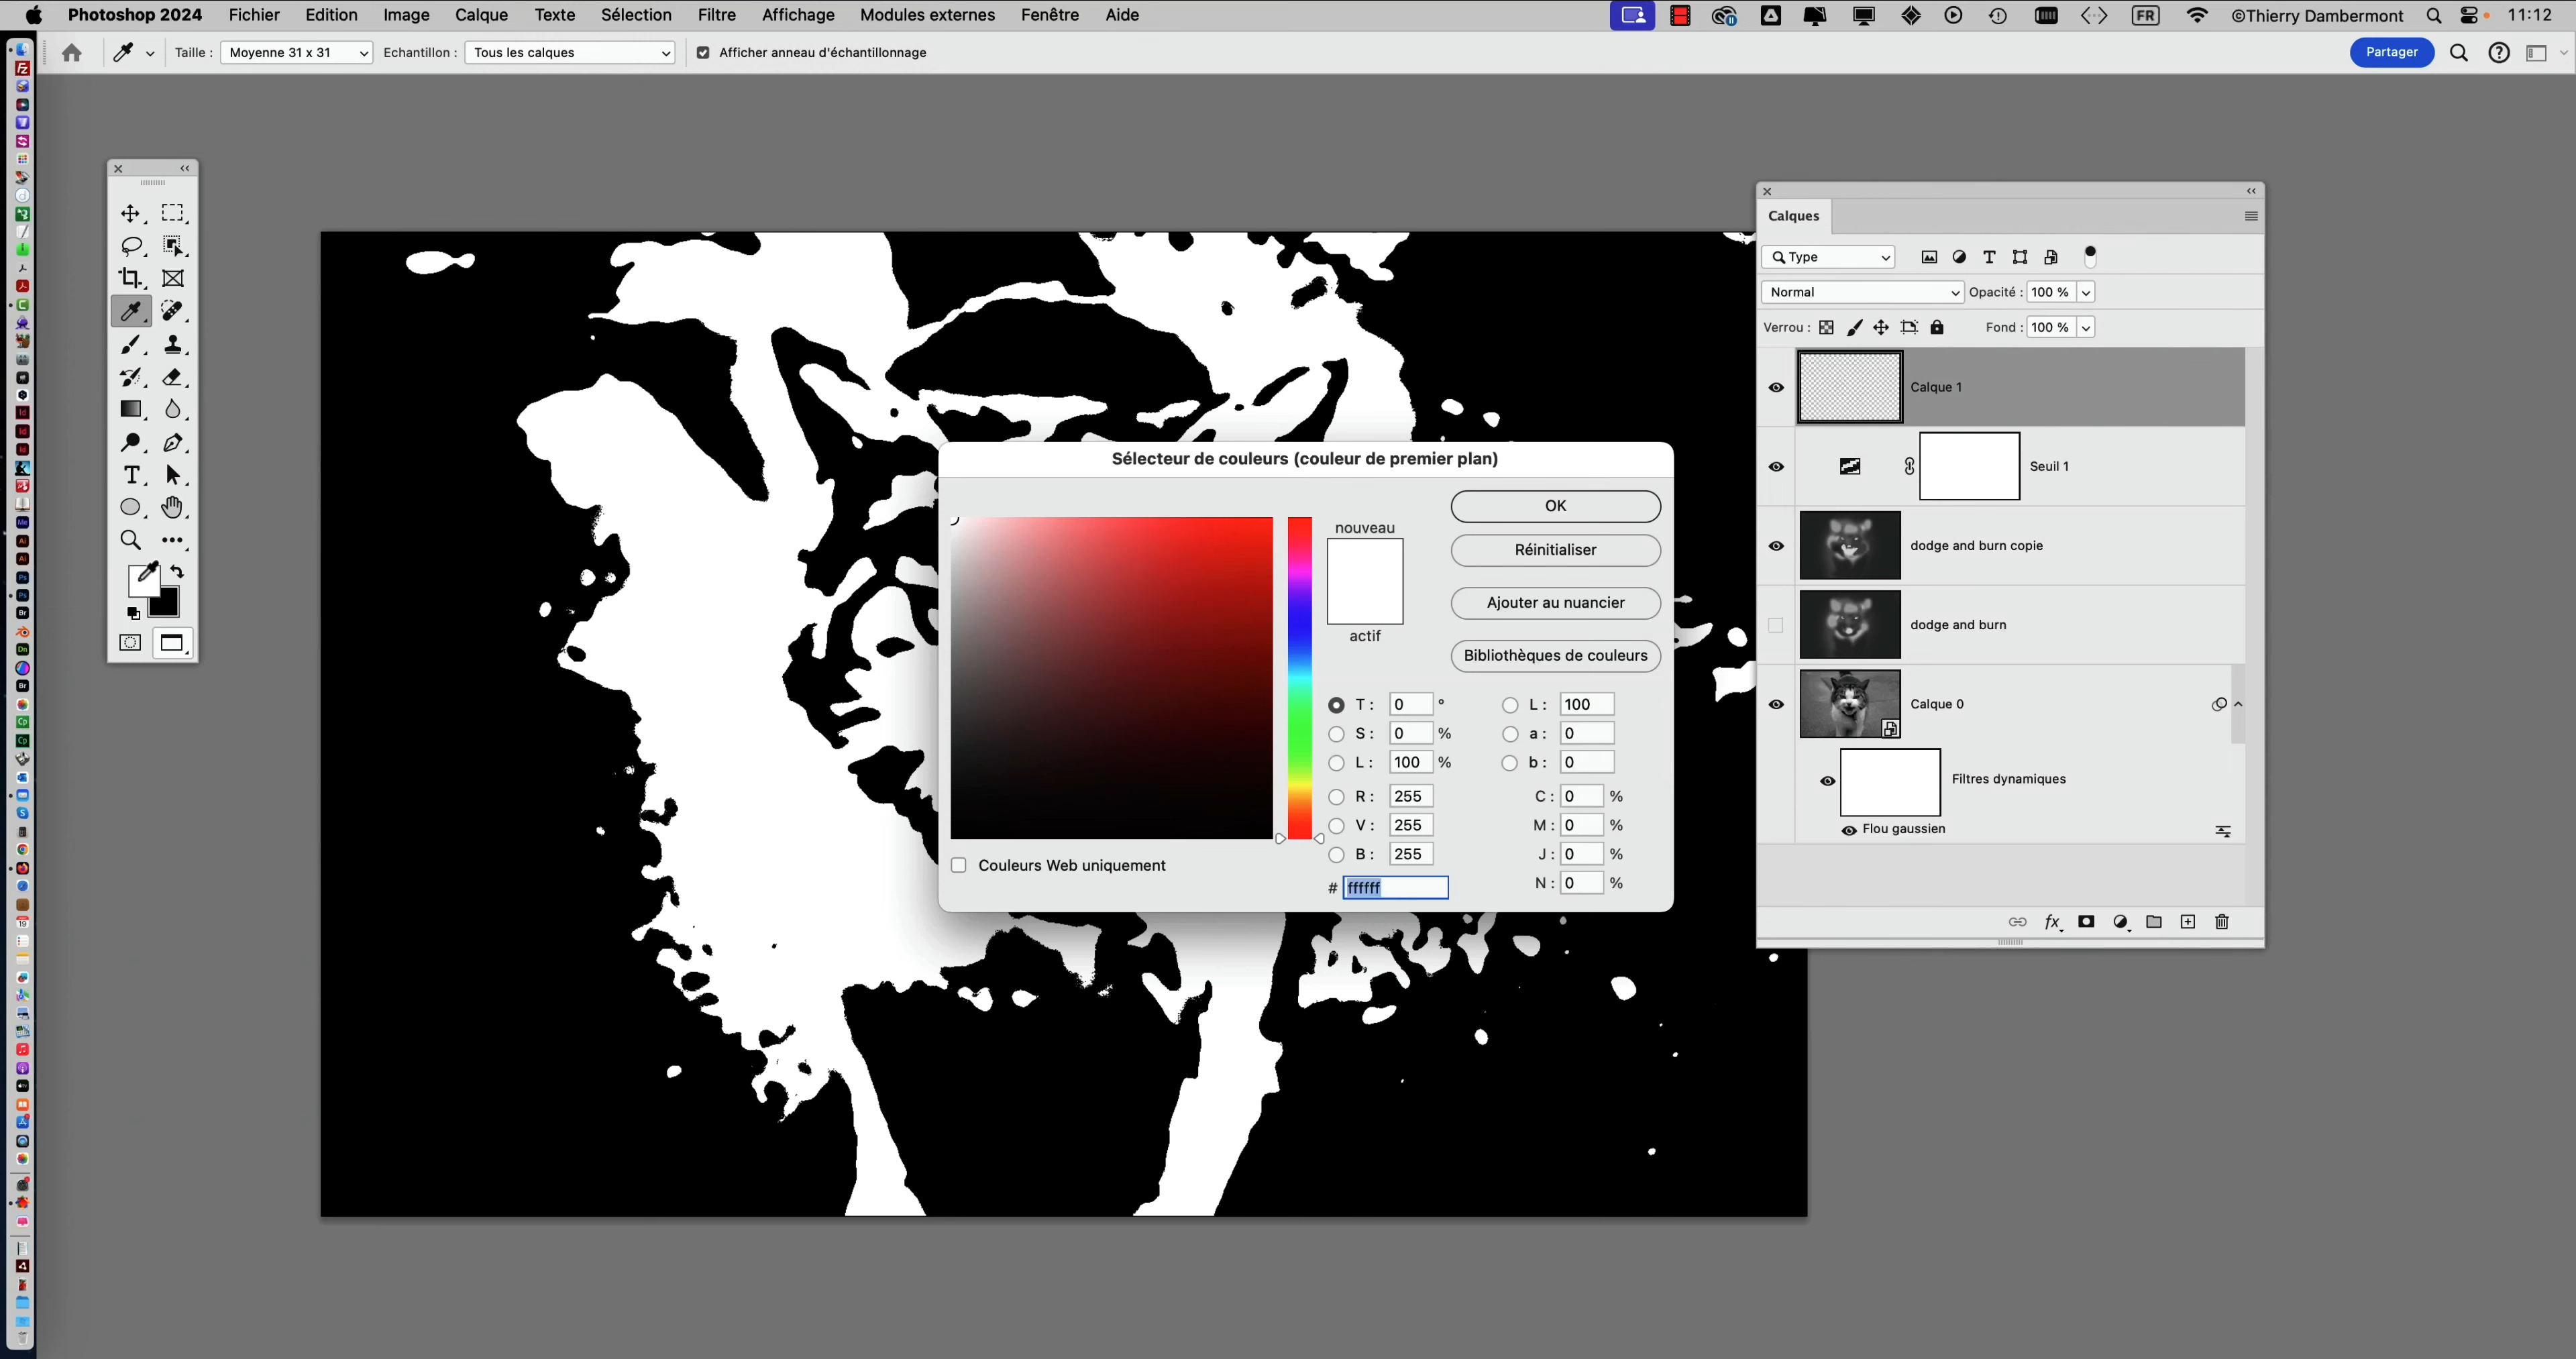 Photoshop 2024 Fichier Edition Image Calque Texte Sélection Filtre Affichage Modules externes Fenêtre Aide FR ©Thierry Dambermont 11:12
Taille : Moyenne 31 x 31 Echantillon : Tous les calques Afficher anneau d'échantillonnage Partager
Calques
Type
Normal Opacité : 100 %
Verrou : Fond : 100 %
Calque 1
Seuil 1
dodge and burn copie
dodge and burn
Calque 0
Filtres dynamiques
Flou gaussien
fx
Sélecteur de couleurs (couleur de premier plan)
nouveau
actif
OK
Réinitialiser
Ajouter au nuancier
Bibliothèques de couleurs
T : 0 ° L : 100
S : 0 % a : 0
L : 100 % b : 0
R : 255 C : 0 %
V : 255 M : 0 %
B : 255 J : 0 %
# ffffff N : 0 %
Couleurs Web uniquement